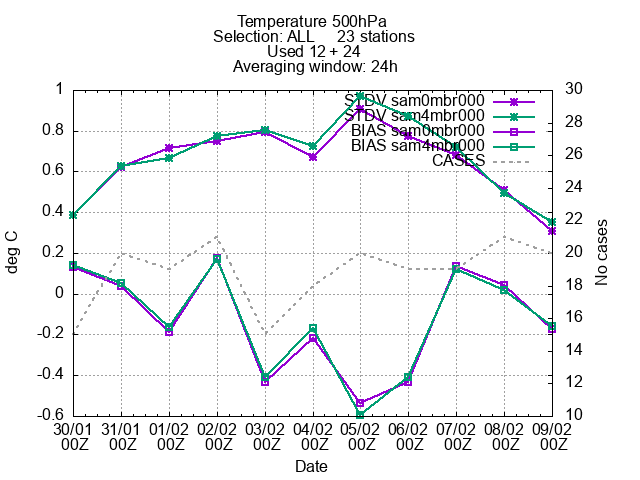 Temperature 500hPa
Selection: ALL 23 stations
Used 12 + 24
Averaging window: 24h
STDV sam0mbr000
STDV sam4mbr000
BIAS sam0mbr000
BIAS sam4mbr000
CASES
1
0.8
0.6
0.4
0.2
0
-0.2
-0.4
-0.6
deg C
30
28
26
24
22
20
18
16
14
12
10
No cases
30/01 31/01 01/02 02/02 03/02 04/02 05/02 06/02 07/02 08/02 09/02
00Z 00Z 00Z 00Z 00Z 00Z 00Z 00Z 00Z 00Z 00Z
Date